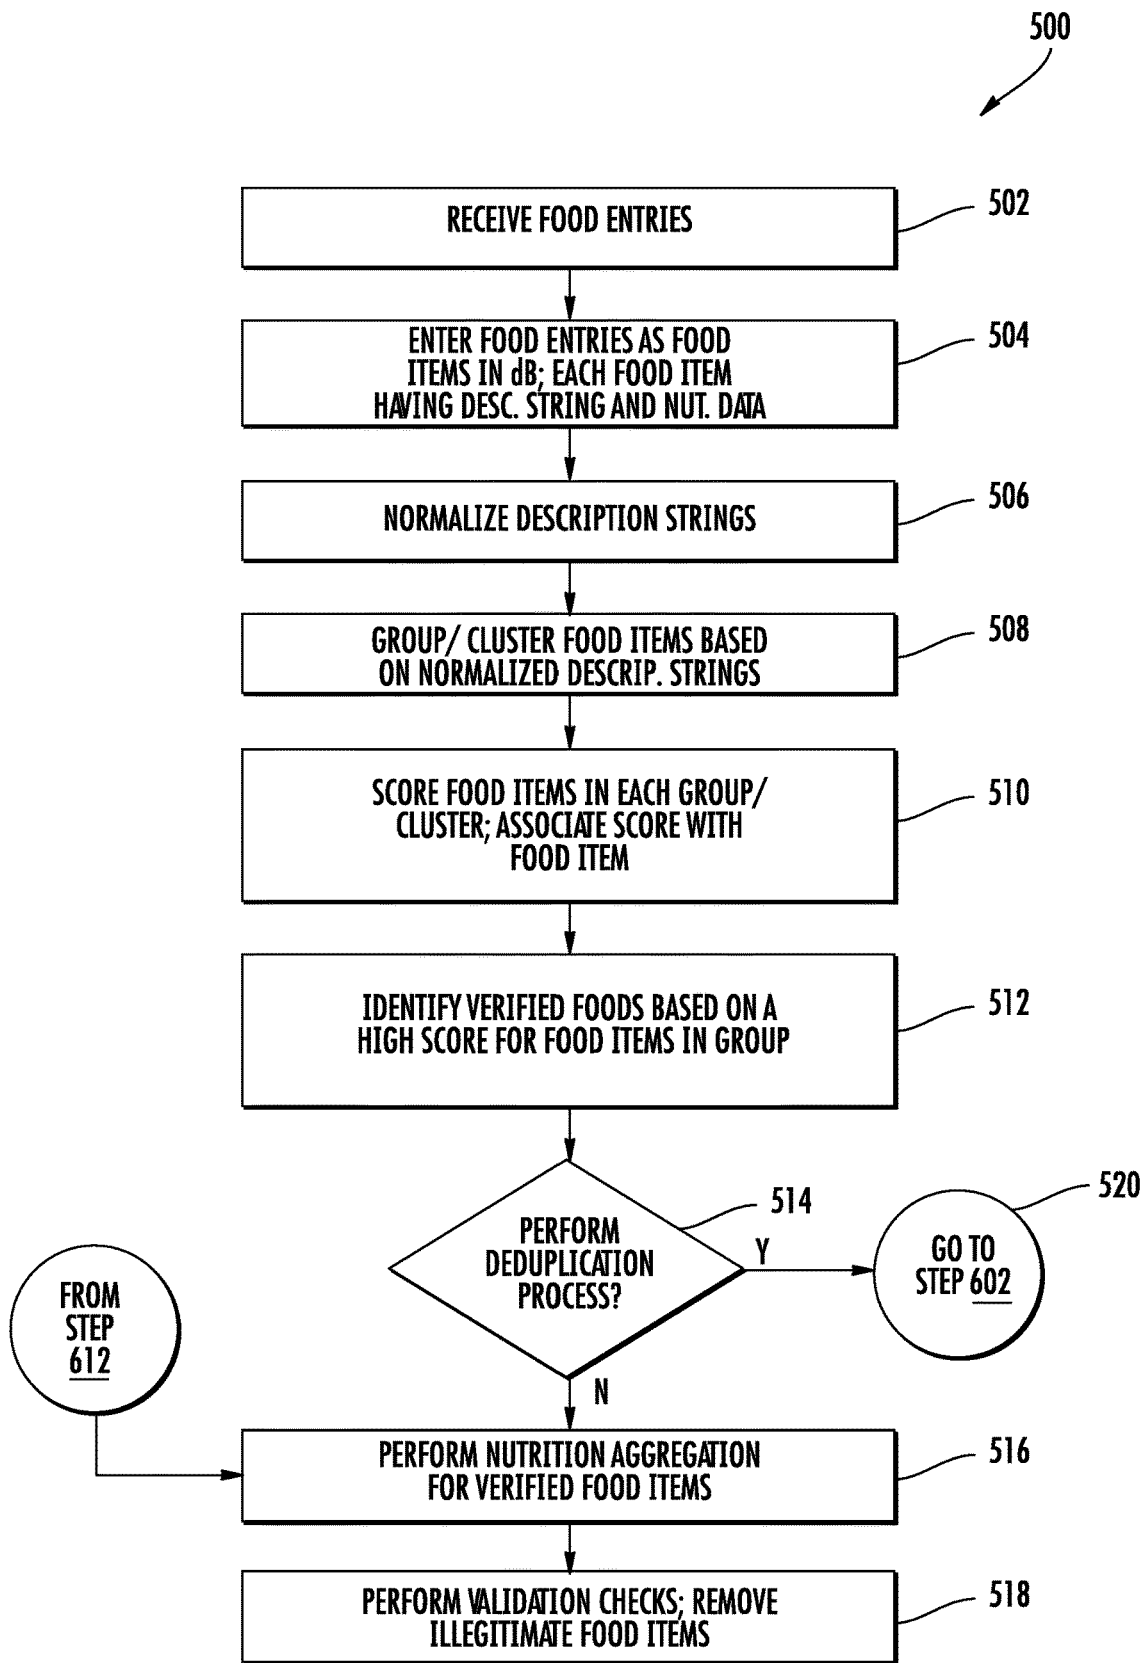 500
RECEIVE FOOD ENTRIES
502
ENTER FOOD ENTRIES AS FOOD
ITEMS IN dB; EACH FOOD ITEM
HAVING DESC. STRING AND NUT. DATA
504
NORMALIZE DESCRIPTION STRINGS
506
GROUP/ CLUSTER FOOD ITEMS BASED
ON NORMALIZED DESCRIP. STRINGS
508
SCORE FOOD ITEMS IN EACH GROUP/
CLUSTER; ASSOCIATE SCORE WITH
FOOD ITEM
510
IDENTIFY VERIFIED FOODS BASED ON A
HIGH SCORE FOR FOOD ITEMS IN GROUP
512
PERFORM
DEDUPLICATION
PROCESS?
514
Y
GO TO
STEP 602
520
N
FROM
STEP
612
PERFORM NUTRITION AGGREGATION
FOR VERIFIED FOOD ITEMS
516
PERFORM VALIDATION CHECKS; REMOVE
ILLEGITIMATE FOOD ITEMS
518